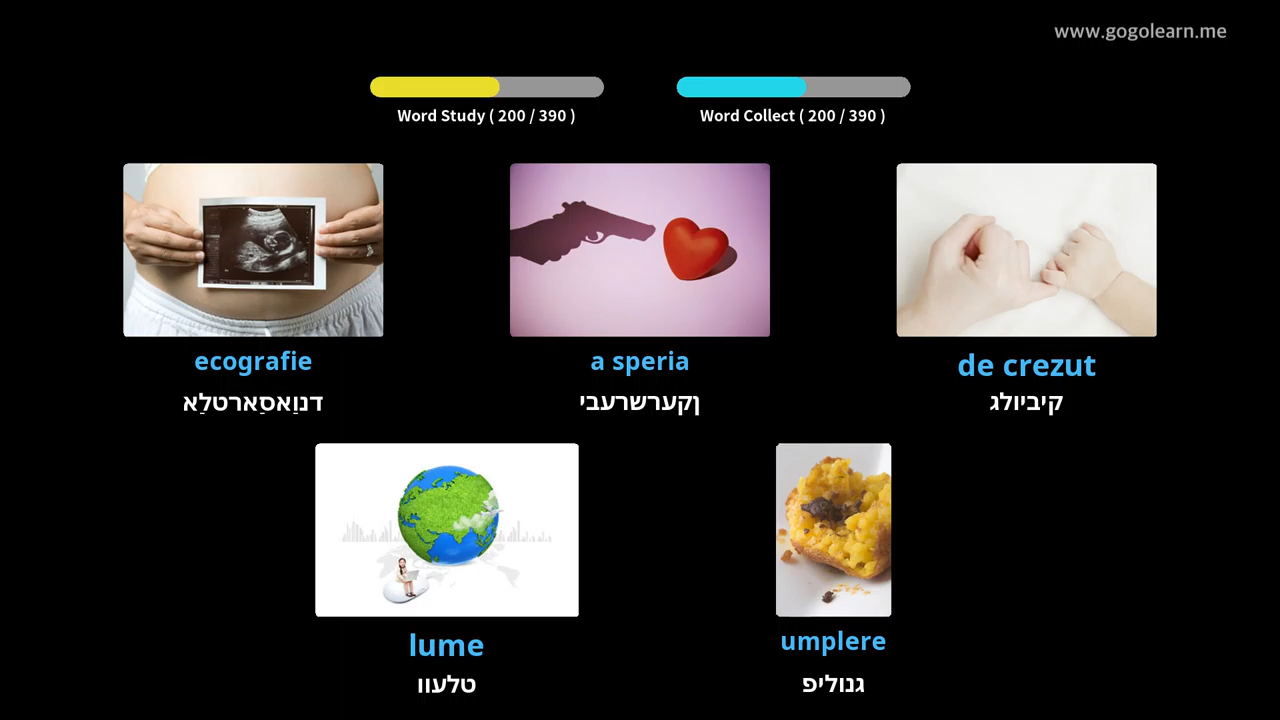 www.gogolearn.me
Word Study ( 200 / 390 )
Word Collect ( 200 / 390 )
ecografie
a speria
de crezut
דנוַאסַארטלַא
ןקערשרעבי
קיביולג
lume
umplere
טלעוו
גנוליפ